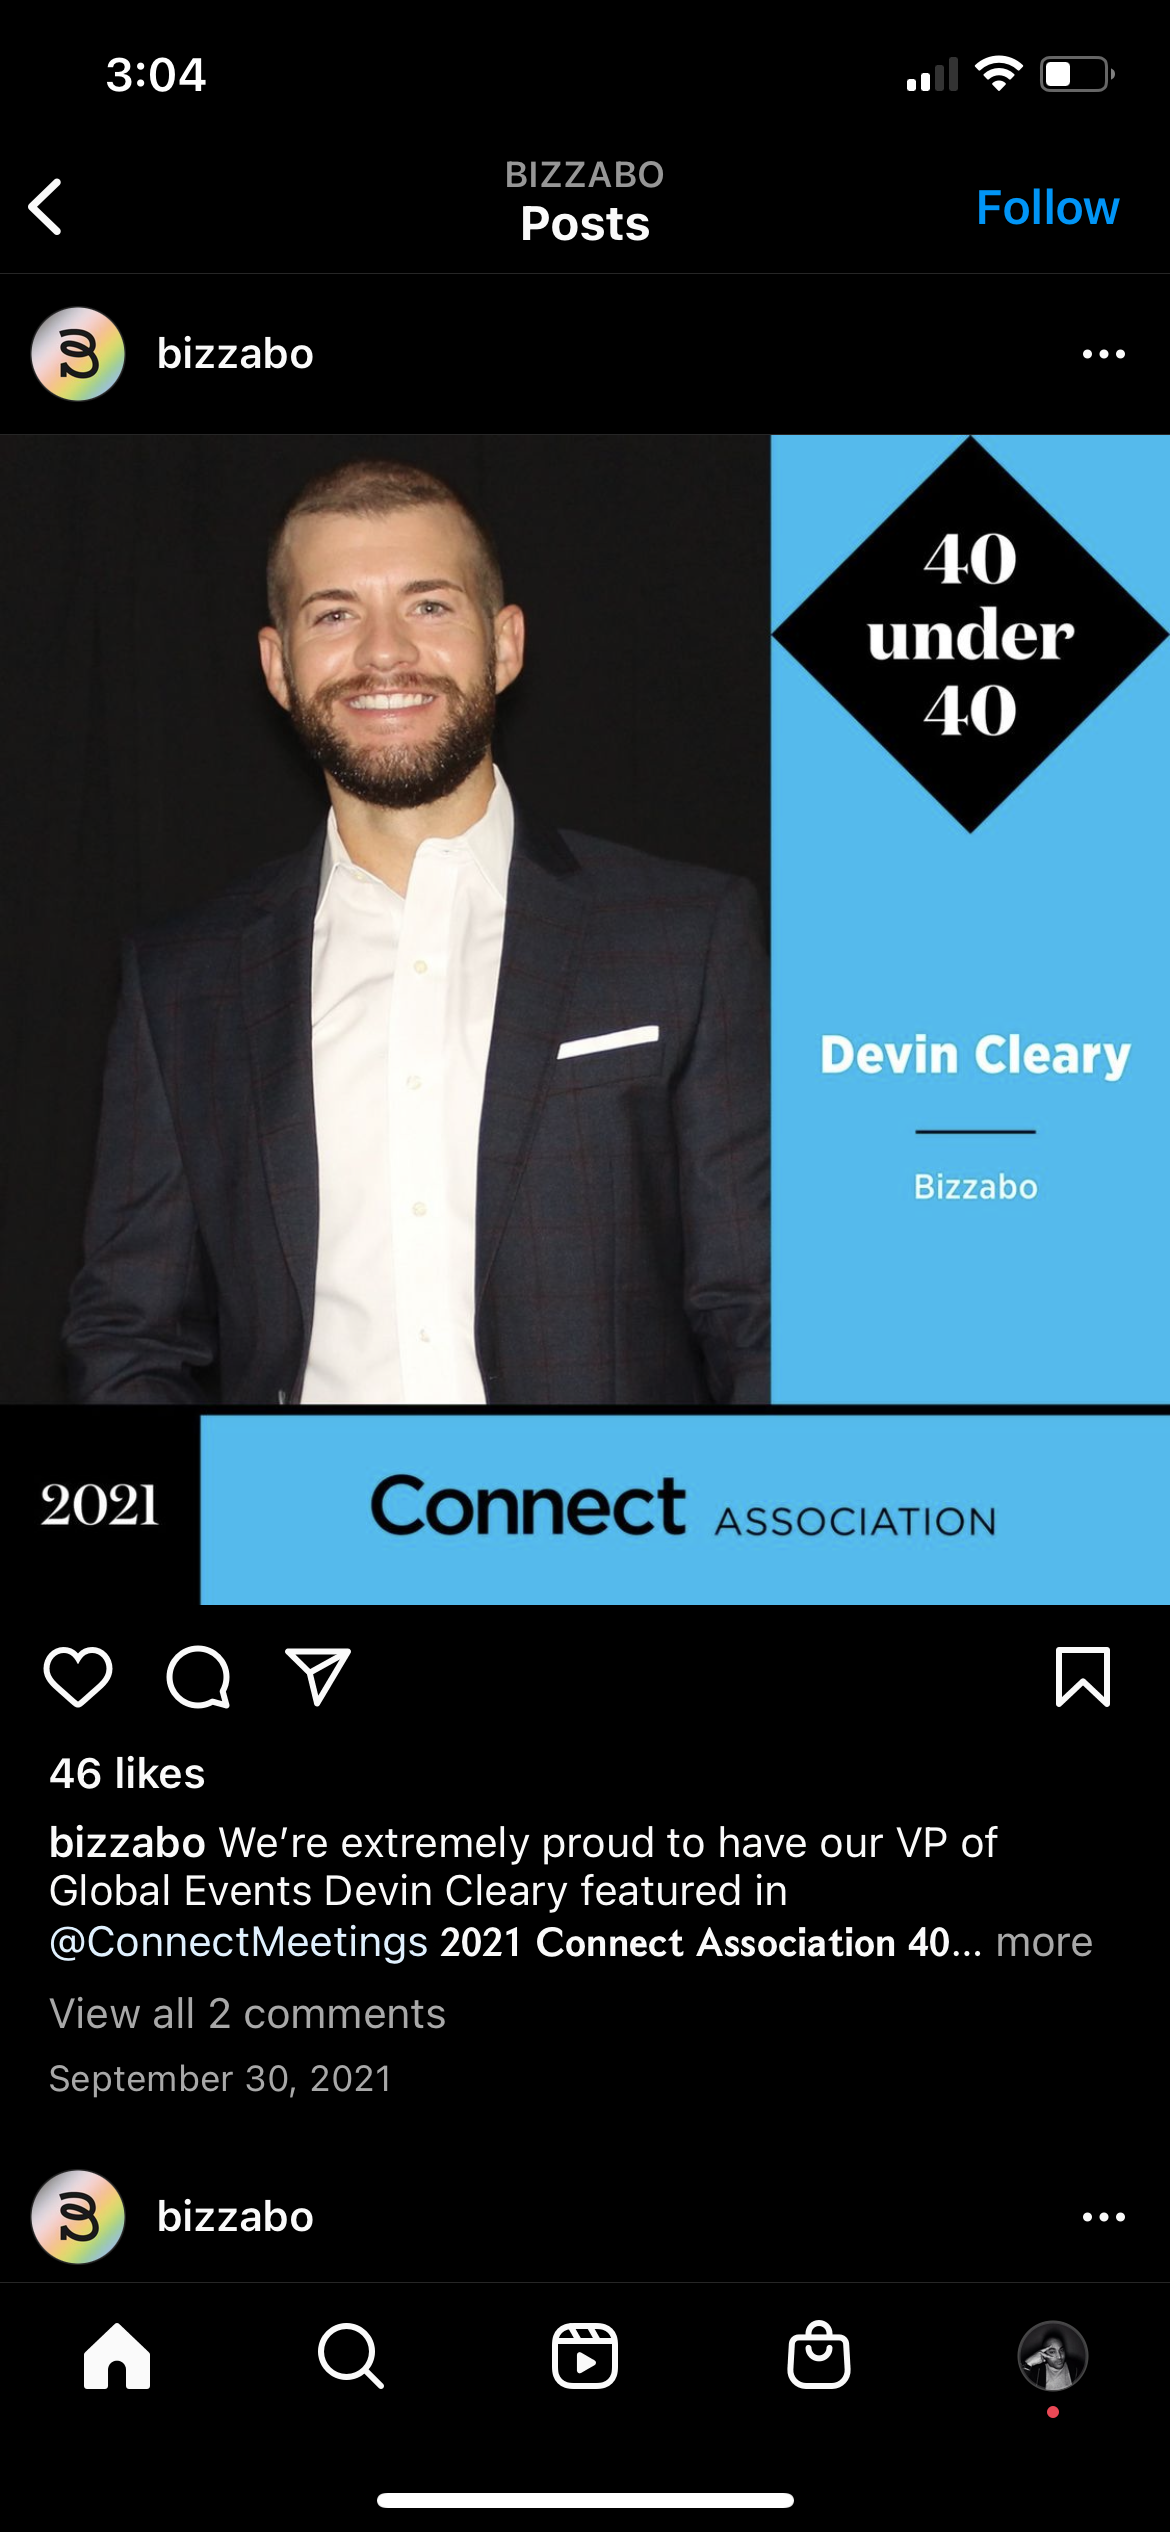 3:04
BIZZABO
Posts
Follow
bizzabo
40
under
40
Devin Cleary
Bizzabo
2021
Connect ASSOCIATION
46 likes
bizzabo We’re extremely proud to have our VP of
Global Events Devin Cleary featured in
@ConnectMeetings 2021 Connect Association 40... more
View all 2 comments
September 30, 2021
bizzabo